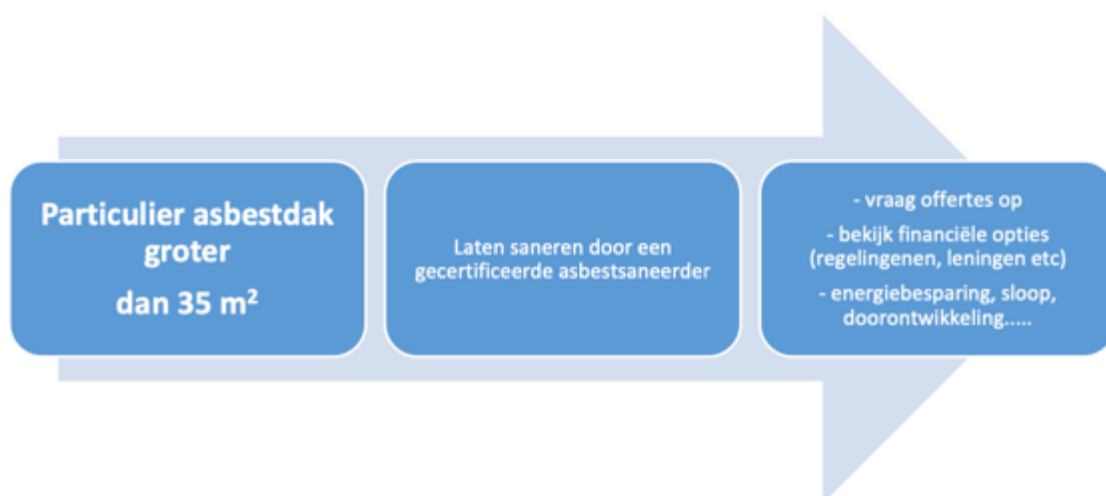 Particulier asbestdak
groter
dan 35 m²
Laten saneren door een
gecertificeerde asbestsaneerder
- vraag offertes op
- bekijk financiële opties
(regelingenen, leningen etc)
- energiebesparing, sloop,
doorontwikkeling.....